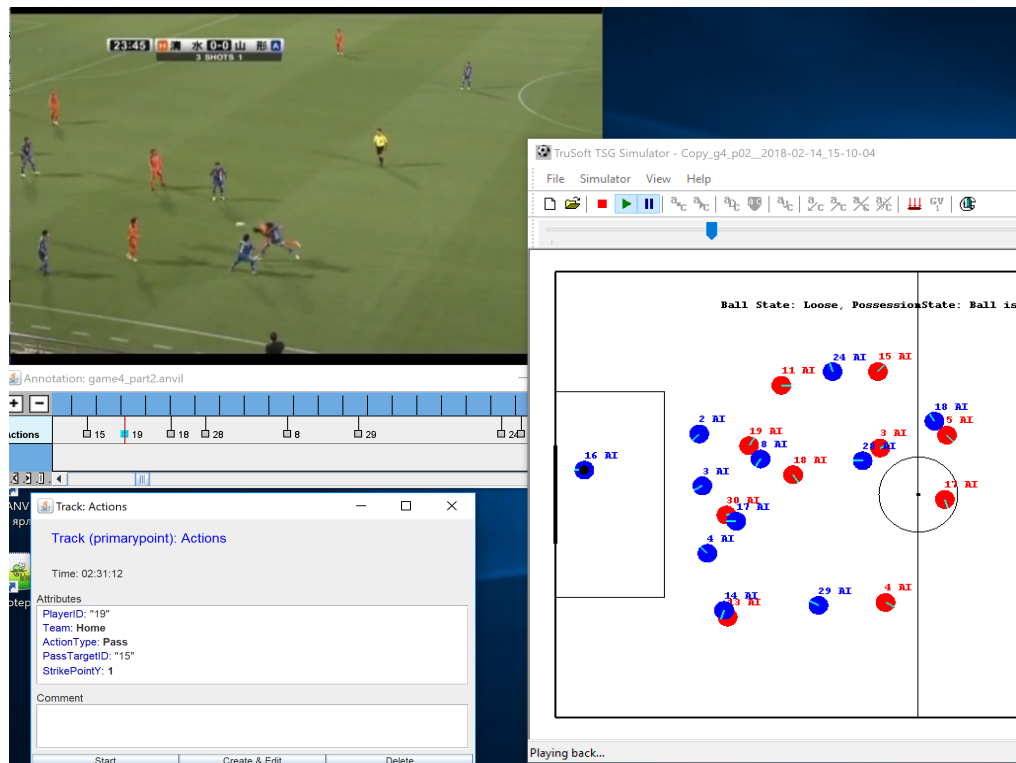 23:45 H 清 水 0-0 山 形 A
3 SHOTS 1
TruSoft TSG Simulator - Copy_g4_p02__2018-02-14_15-10-04
File Simulator View Help
Ball State: Loose, PossessionState: Ball is
24 AI
15 AI
11 AI
18 AI
2 AI
5 AI
19 AI
3 AI
8 AI
16 AI
18 AI
3 AI
17 AI
30 AI
17 AI
4 AI
14 AI
29 AI
4 AI
Playing back...
Annotation: game4_part2.anvil
ctions
15 19 18 28 8 29 24
ANV
ярл
Track: Actions
Track (primarypoint): Actions
Time: 02:31:12
Attributes
PlayerID: "19"
Team: Home
ActionType: Pass
PassTargetID: "15"
StrikePointY: 1
Comment
Start Create & Edit Delete